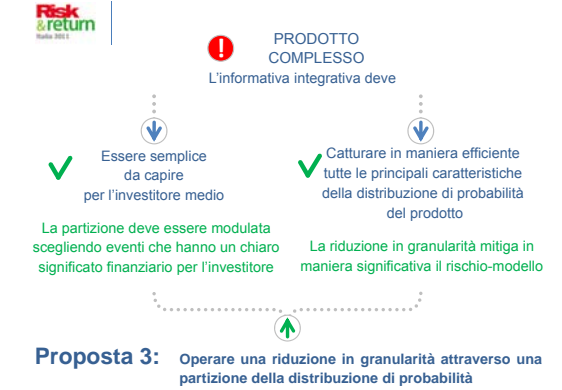 Risk
&return
Italia 2011
!
PRODOTTO
COMPLESSO
L'informativa integrativa deve
Essere semplice
da capire
per l'investitore medio
Catturare in maniera efficiente
tutte le principali caratteristiche
della distribuzione di probabilità
del prodotto
La partizione deve essere modulata
scegliendo eventi che hanno un chiaro
significato finanziario per l'investitore
La riduzione in granularità mitiga in
maniera significativa il rischio-modello
Proposta 3: Operare una riduzione in granularità attraverso una
partizione della distribuzione di probabilità